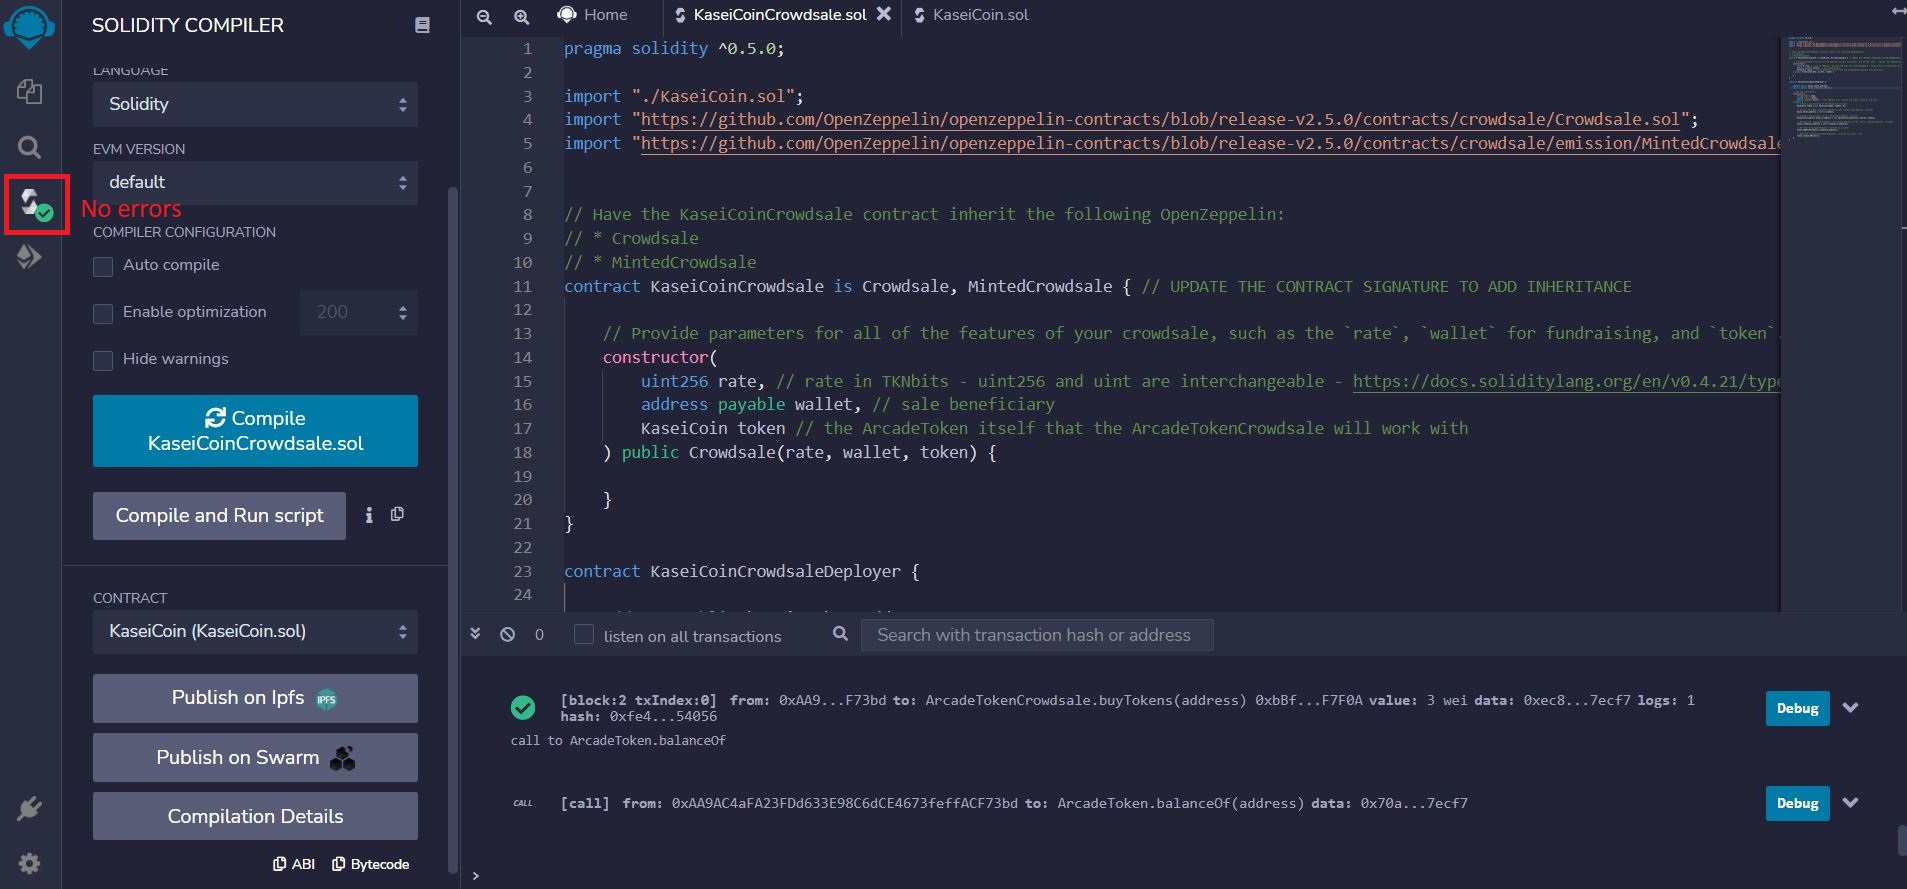 SOLIDITY COMPILER
LANGUAGE
Solidity
EVM VERSION
default
No errors
COMPILER CONFIGURATION
Auto compile
Enable optimization
200
Hide warnings
Compile
KaseiCoinCrowdsale.sol
Compile and Run script
i
CONTRACT
KaseiCoin (KaseiCoin.sol)
Publish on Ipfs IPFS
Publish on Swarm
Compilation Details
ABI Bytecode
Home KaseiCoinCrowdsale.sol KaseiCoin.sol
1 pragma solidity ^0.5.0;
2
3 import "./KaseiCoin.sol";
4 import "https://github.com/OpenZeppelin/openzeppelin-contracts/blob/release-v2.5.0/contracts/crowdsale/Crowdsale.sol";
5 import "https://github.com/OpenZeppelin/openzeppelin-contracts/blob/release-v2.5.0/contracts/crowdsale/emission/MintedCrowdsale
6
7
8 // Have the KaseiCoinCrowdsale contract inherit the following OpenZeppelin:
9 // * Crowdsale
10 // * MintedCrowdsale
11 contract KaseiCoinCrowdsale is Crowdsale, MintedCrowdsale { // UPDATE THE CONTRACT SIGNATURE TO ADD INHERITANCE
12
13 // Provide parameters for all of the features of your crowdsale, such as the `rate`, `wallet` for fundraising, and `token`.
14 constructor(
15 uint256 rate, // rate in TKNbits - uint256 and uint are interchangeable - https://docs.soliditylang.org/en/v0.4.21/type
16 address payable wallet, // sale beneficiary
17 KaseiCoin token // the ArcadeToken itself that the ArcadeTokenCrowdsale will work with
18 ) public Crowdsale(rate, wallet, token) {
19
20 }
21 }
22
23 contract KaseiCoinCrowdsaleDeployer {
24
0 listen on all transactions Search with transaction hash or address
[block:2 txIndex:0] from: 0xAA9...F73bd to: ArcadeTokenCrowdsale.buyTokens(address) 0xbBf...F7F0A value: 3 wei data: 0xec8...7ecf7 logs: 1
hash: 0xfe4...54056
Debug
call to ArcadeToken.balanceOf
CALL [call] from: 0xAA9AC4aFA23FDd633E98C6dCE4673feffACF73bd to: ArcadeToken.balanceOf(address) data: 0x70a...7ecf7
Debug
>